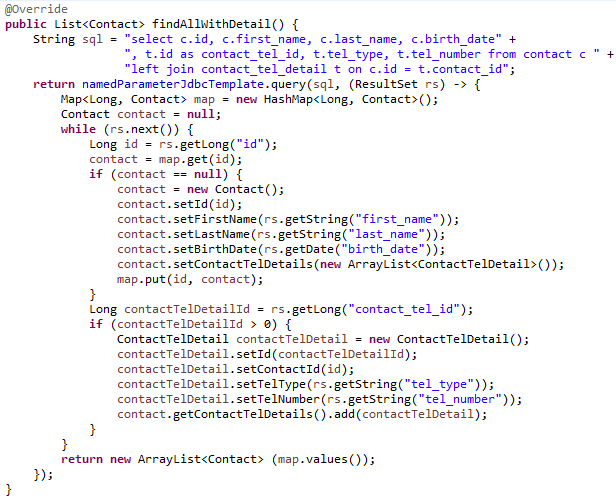 @Override
public List<Contact> findAllWithDetail() {
    String sql = "select c.id, c.first_name, c.last_name, c.birth_date" +
                 ", t.id as contact_tel_id, t.tel_type, t.tel_number from contact c " +
                 "left join contact_tel_detail t on c.id = t.contact_id";
    return namedParameterJdbcTemplate.query(sql, (ResultSet rs) -> {
        Map<Long, Contact> map = new HashMap<Long, Contact>();
        Contact contact = null;
        while (rs.next()) {
            Long id = rs.getLong("id");
            contact = map.get(id);
            if (contact == null) {
                contact = new Contact();
                contact.setId(id);
                contact.setFirstName(rs.getString("first_name"));
                contact.setLastName(rs.getString("last_name"));
                contact.setBirthDate(rs.getDate("birth_date"));
                contact.setContactTelDetails(new ArrayList<ContactTelDetail>());
                map.put(id, contact);
            }
            Long contactTelDetailId = rs.getLong("contact_tel_id");
            if (contactTelDetailId > 0) {
                ContactTelDetail contactTelDetail = new ContactTelDetail();
                contactTelDetail.setId(contactTelDetailId);
                contactTelDetail.setContactId(id);
                contactTelDetail.setTelType(rs.getString("tel_type"));
                contactTelDetail.setTelNumber(rs.getString("tel_number"));
                contact.getContactTelDetails().add(contactTelDetail);
            }
        }
        return new ArrayList<Contact> (map.values());
    });
}